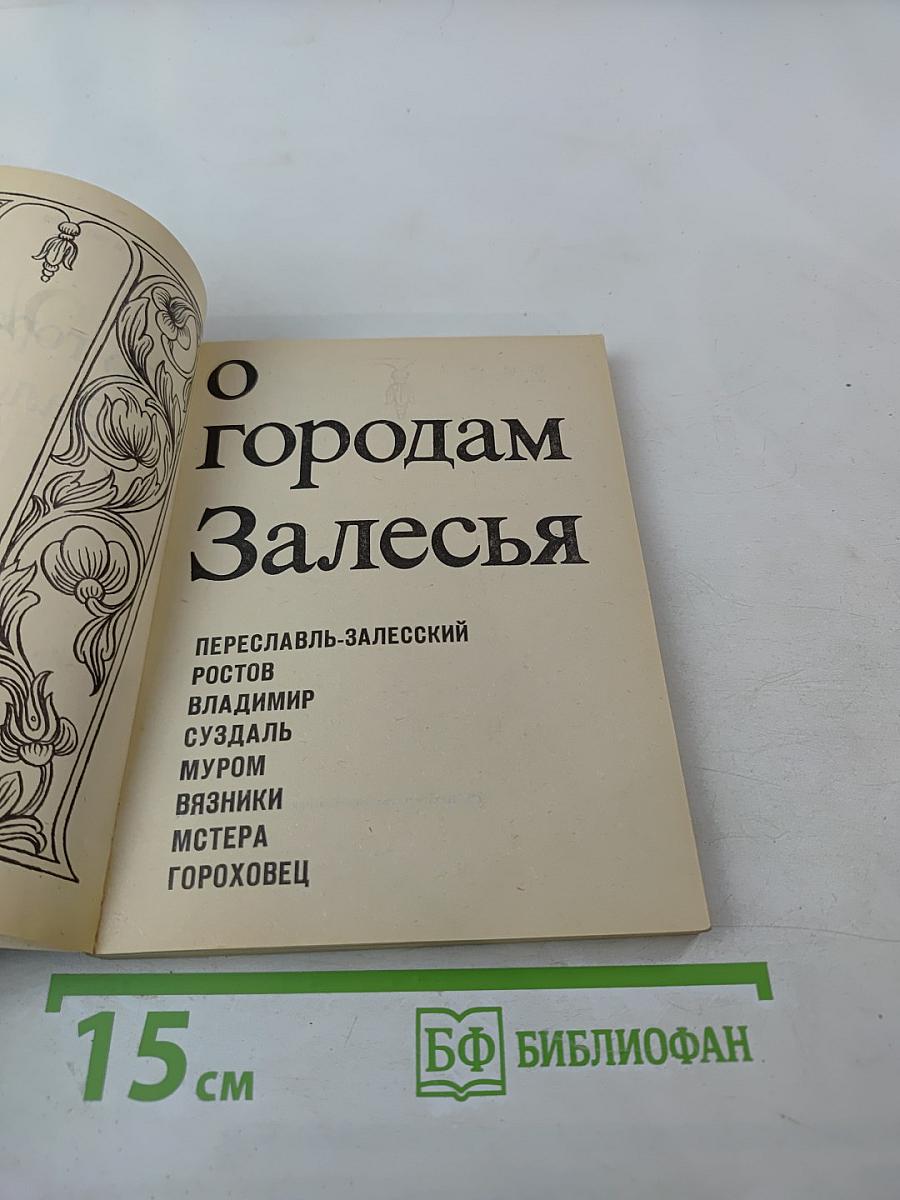 о
городам
Залесья
ПЕРЕСЛАВЛЬ-ЗАЛЕССКИЙ
РОСТОВ
ВЛАДИМИР
СУЗДАЛЬ
МУРОМ
ВЯЗНИКИ
МСТЕРА
ГОРОХОВЕЦ
15 см
БФ БИБЛИОФАН